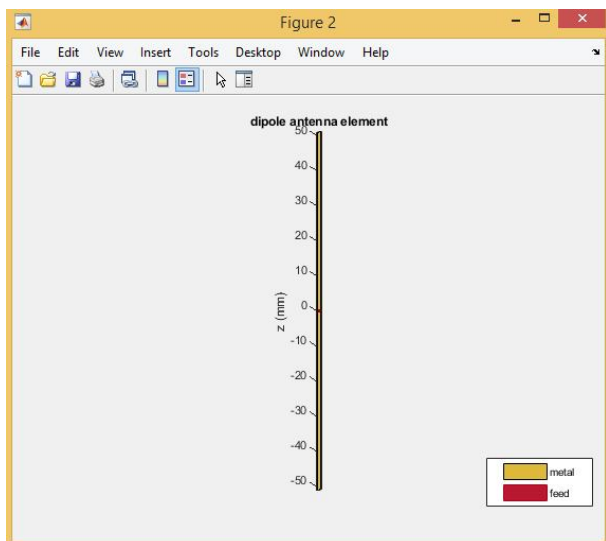 Figure 2
File Edit View Insert Tools Desktop Window Help
dipole antenna element
50
40
30
20
10
0
-10
-20
-30
-40
-50
z (mm)
metal
feed